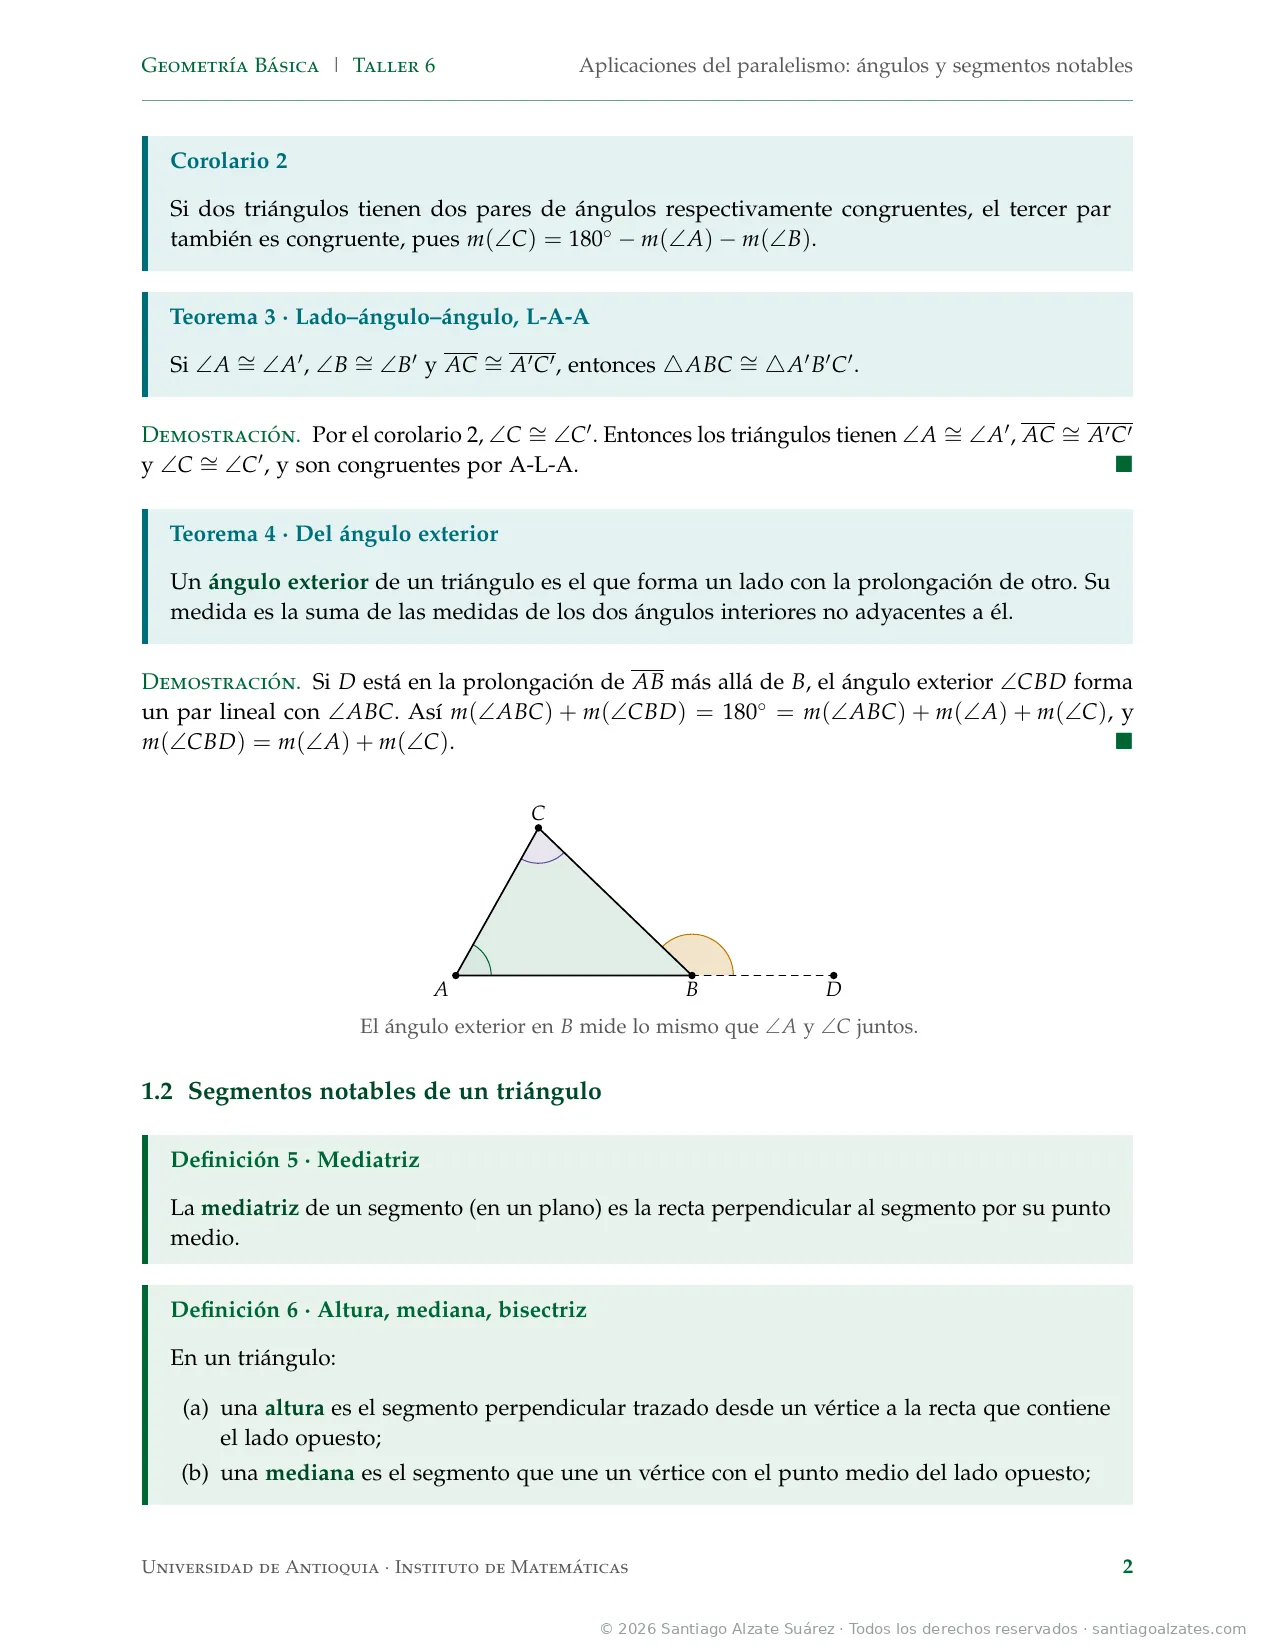 Geometría Básica | Taller 6
Aplicaciones del paralelismo: ángulos y segmentos notables
Corolario 2
Si dos triángulos tienen dos pares de ángulos respectivamente congruentes, el tercer par
también es congruente, pues m(∠C) = 180° − m(∠A) − m(∠B).
Teorema 3 · Lado–ángulo–ángulo, L-A-A
Si ∠A ≅ ∠A′, ∠B ≅ ∠B′ y A̅C̅ ≅ A̅′C̅′, entonces △ABC ≅ △A′B′C′.
Demostración. Por el corolario 2, ∠C ≅ ∠C′. Entonces los triángulos tienen ∠A ≅ ∠A′, A̅C̅ ≅ A̅′C̅′
y ∠C ≅ ∠C′, y son congruentes por A-L-A. ■
Teorema 4 · Del ángulo exterior
Un ángulo exterior de un triángulo es el que forma un lado con la prolongación de otro. Su
medida es la suma de las medidas de los dos ángulos interiores no adyacentes a él.
Demostración. Si D está en la prolongación de A̅B̅ más allá de B, el ángulo exterior ∠CBD forma
un par lineal con ∠ABC. Así m(∠ABC) + m(∠CBD) = 180° = m(∠ABC) + m(∠A) + m(∠C), y
m(∠CBD) = m(∠A) + m(∠C). ■
C
A
B
D
El ángulo exterior en B mide lo mismo que ∠A y ∠C juntos.
1.2 Segmentos notables de un triángulo
Definición 5 · Mediatriz
La mediatriz de un segmento (en un plano) es la recta perpendicular al segmento por su punto
medio.
Definición 6 · Altura, mediana, bisectriz
En un triángulo:
(a) una altura es el segmento perpendicular trazado desde un vértice a la recta que contiene
el lado opuesto;
(b) una mediana es el segmento que une un vértice con el punto medio del lado opuesto;
Universidad de Antioquia · Instituto de Matemáticas
2
© 2026 Santiago Alzate Suárez · Todos los derechos reservados · santiagoalzates.com